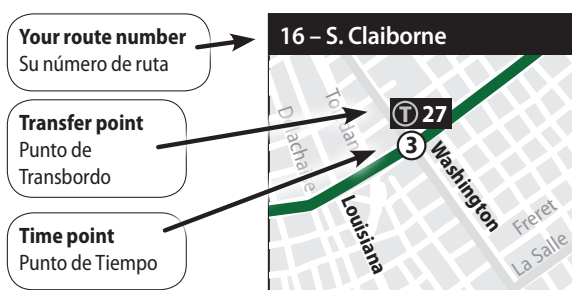 Your route number
Su número de ruta
Transfer point
Punto de
Transbordo
Time point
Punto de Tiempo
16 – S. Claiborne
T 27
3
Washington
Louisiana
Freret
La Salle